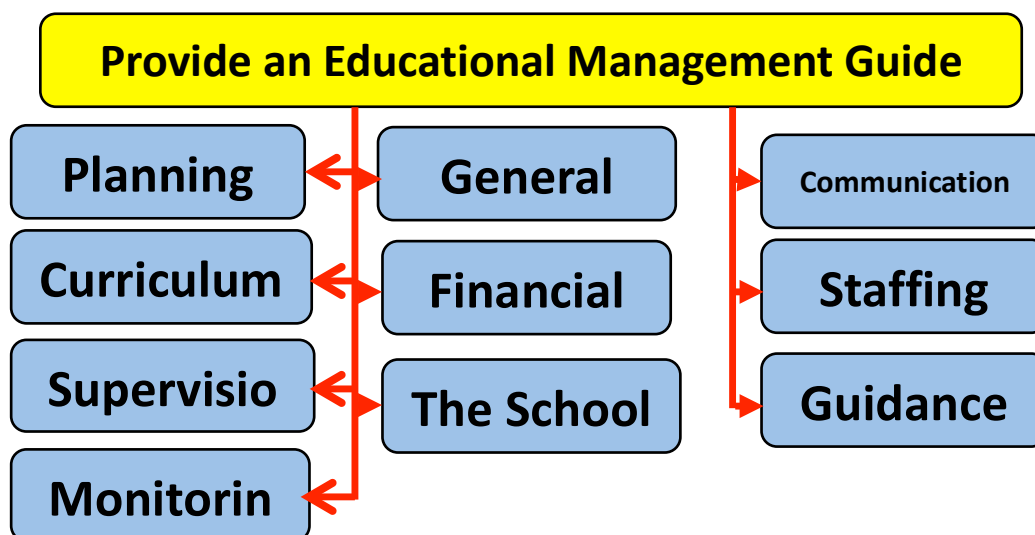 Provide an Educational Management Guide
Planning
General
Communication
Curriculum
Financial
Staffing
Supervisio
The School
Guidance
Monitorin